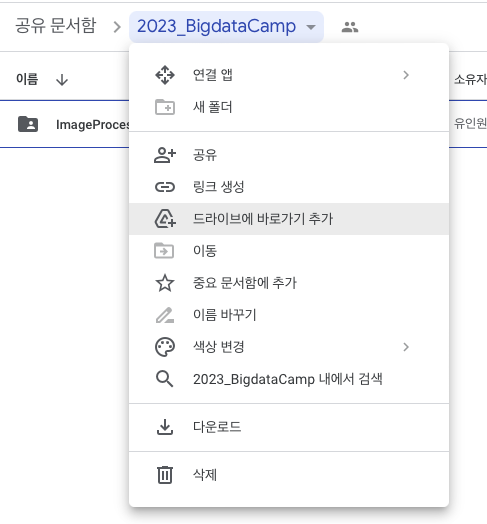 공유 문서함 > 2023_BigdataCamp
이름
소유자
ImageProces
유인원
연결 앱
새 폴더
공유
링크 생성
드라이브에 바로가기 추가
이동
중요 문서함에 추가
이름 바꾸기
색상 변경
2023_BigdataCamp 내에서 검색
다운로드
삭제